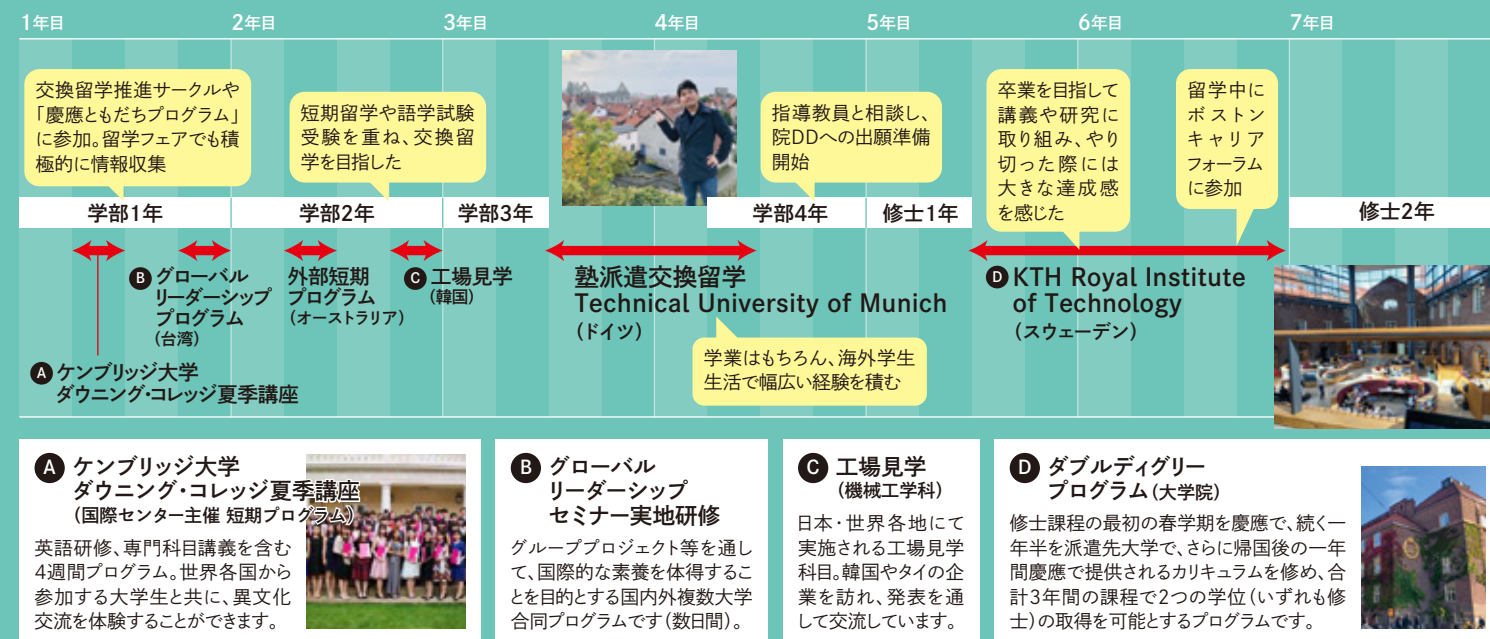 1年目
2年目
3年目
4年目
5年目
6年目
7年目
交換留学推進サークルや
「慶應ともだちプログラム」
に参加。留学フェアでも積
極的に情報収集
短期留学や語学試験
受験を重ね、交換留
学を目指した
指導教員と相談し、
院DDへの出願準備
開始
卒業を目指して
講義や研究に
取り組み、やり
切った際には
大きな達成感
を感じた
留学中に
ボストン
キャリア
フォーラム
に参加
学部1年
学部2年
学部3年
学部4年
修士1年
修士2年
B グローバル
リーダーシップ
プログラム
(台湾)
外部短期
プログラム
(オーストラリア)
C 工場見学
(韓国)
塾派遣交換留学
Technical University of Munich
(ドイツ)
D KTH Royal Institute
of Technology
(スウェーデン)
学業はもちろん、海外学生
生活で幅広い経験を積む
A ケンブリッジ大学
ダウニング・コレッジ夏季講座
A ケンブリッジ大学
ダウニング・コレッジ夏季講座
(国際センター主催 短期プログラム)
英語研修、専門科目講義を含む
4週間プログラム。世界各国から
参加する大学生と共に、異文化
交流を体験することができます。
B グローバル
リーダーシップ
セミナー実地研修
グループプロジェクト等を通し
て、国際的な素養を体得するこ
とを目的とする国内外複数大学
合同プログラムです(数日間)。
C 工場見学
(機械工学科)
日本・世界各地にて
実施される工場見学
科目。韓国やタイの企
業を訪れ、発表を通
して交流しています。
D ダブルディグリー
プログラム(大学院)
修士課程の最初の春学期を慶應で、続く一
年半を派遣先大学で、さらに帰国後の一年
間慶應で提供されるカリキュラムを修め、合
計3年間の課程で2つの学位(いずれも修
士)の取得を可能とするプログラムです。